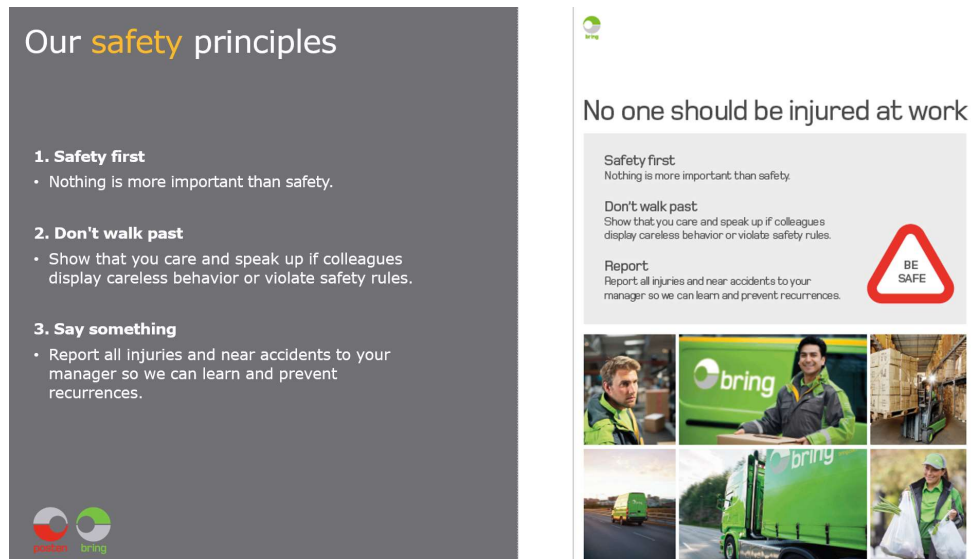 Our safety principles
1. Safety first
• Nothing is more important than safety.
2. Don't walk past
• Show that you care and speak up if colleagues
display careless behavior or violate safety rules.
3. Say something
• Report all injuries and near accidents to your
manager so we can learn and prevent
recurrences.
posten bring
bring
No one should be injured at work
Safety first
Nothing is more important than safety.
Don't walk past
Show that you care and speak up if colleagues
display careless behavior or violate safety rules.
Report
Report all injuries and near accidents to your
manager so we can learn and prevent recurrences.
BE
SAFE
bring
bring